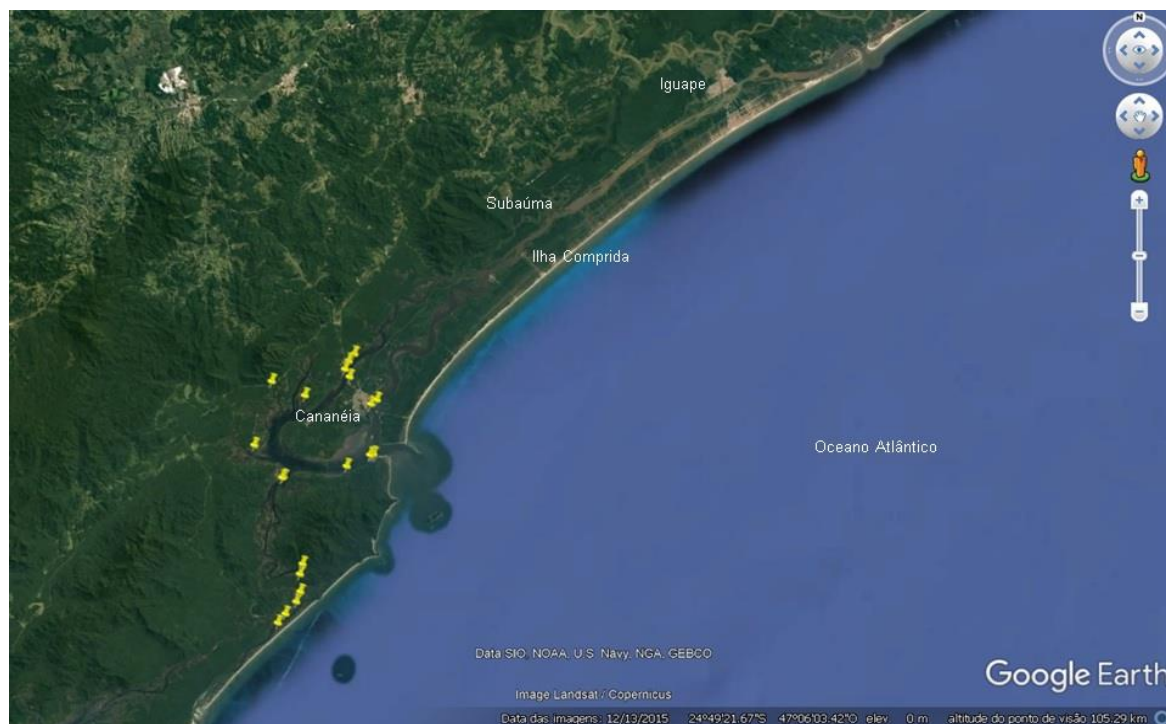 N
Iguape
Subaúma
Ilha Comprida
Cananéia
Oceano Atlântico
Data SIO, NOAA, U.S. Navy, NGA, GEBCO
Google Earth
Image Landsat / Copernicus
Data das imagens: 12/13/2015 24°49'21.67"S 47°06'03.42"O elev 0 m altitude do ponto de visão 105.29 km